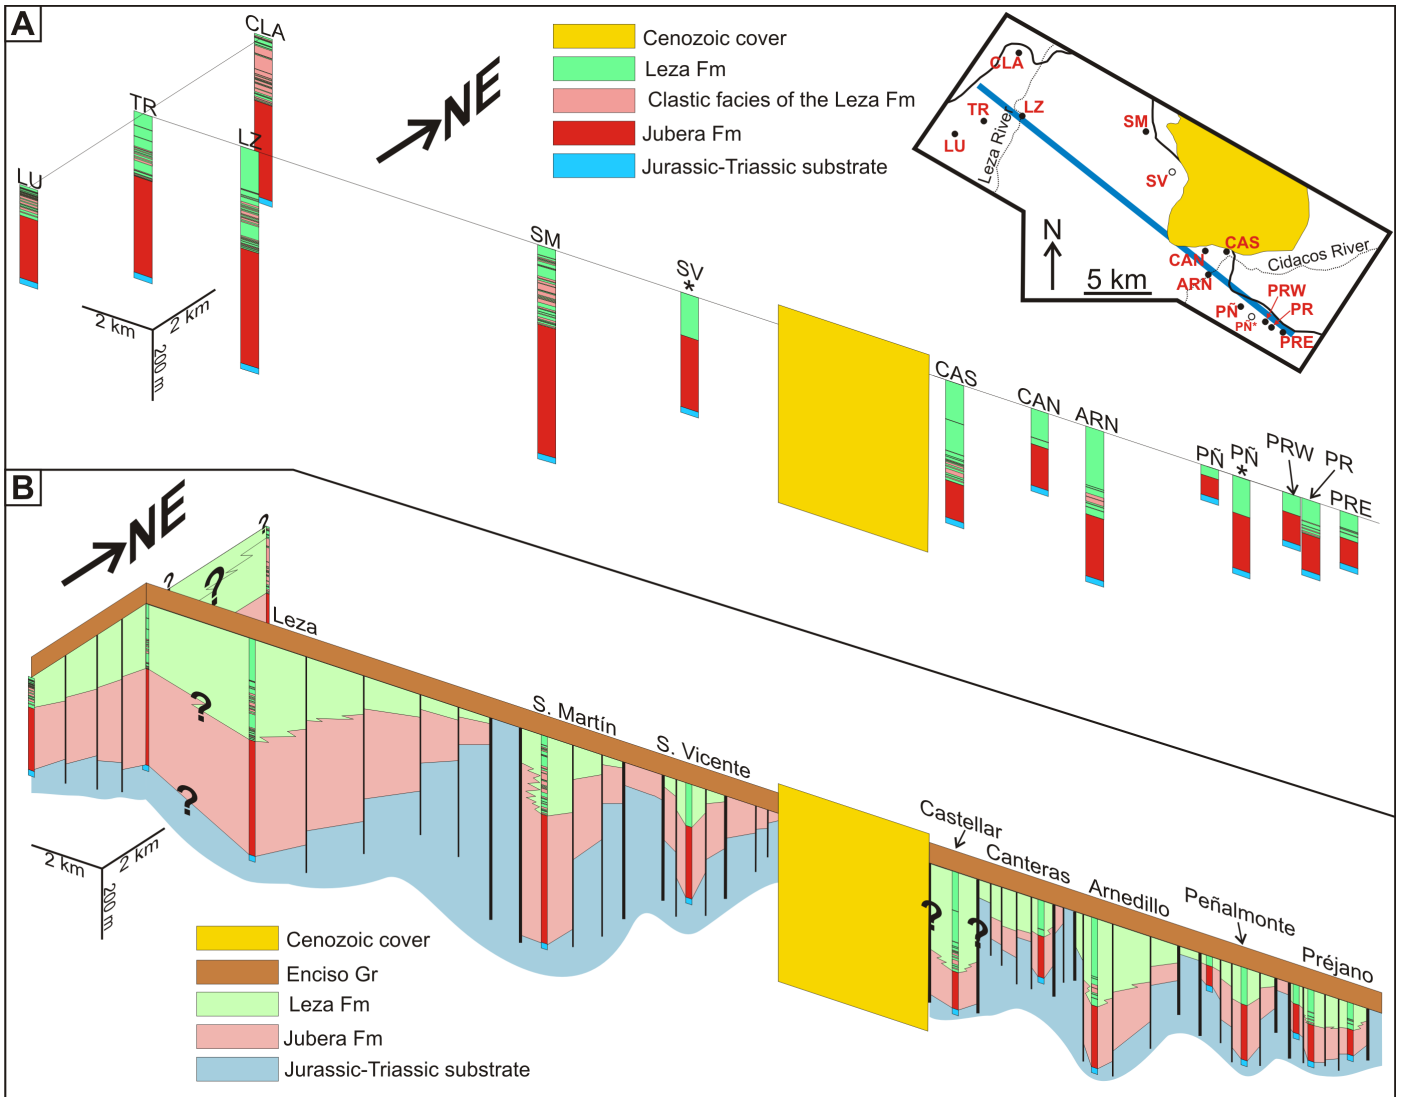 A
CLA
TR
LZ
LU
NE
Cenozoic cover
Leza Fm
Clastic facies of the Leza Fm
Jubera Fm
Jurassic-Triassic substrate
CLA
TR
LZ
LU
Leza River
SM
SV
CAS
CAN
ARN
Cidacos River
PRW
PR
PÑ
PÑ*
PRE
N
5 km
2 km
2 km
200 m
SM
SV
*
CAS
CAN
ARN
PÑ
PÑ
*
PRW
PR
PRE
B
NE
?
?
?
Leza
?
?
S. Martín
S. Vicente
Castellar
Canteras
Arnedillo
Peñalmonte
Préjano
?
?
2 km
2 km
200 m
Cenozoic cover
Enciso Gr
Leza Fm
Jubera Fm
Jurassic-Triassic substrate